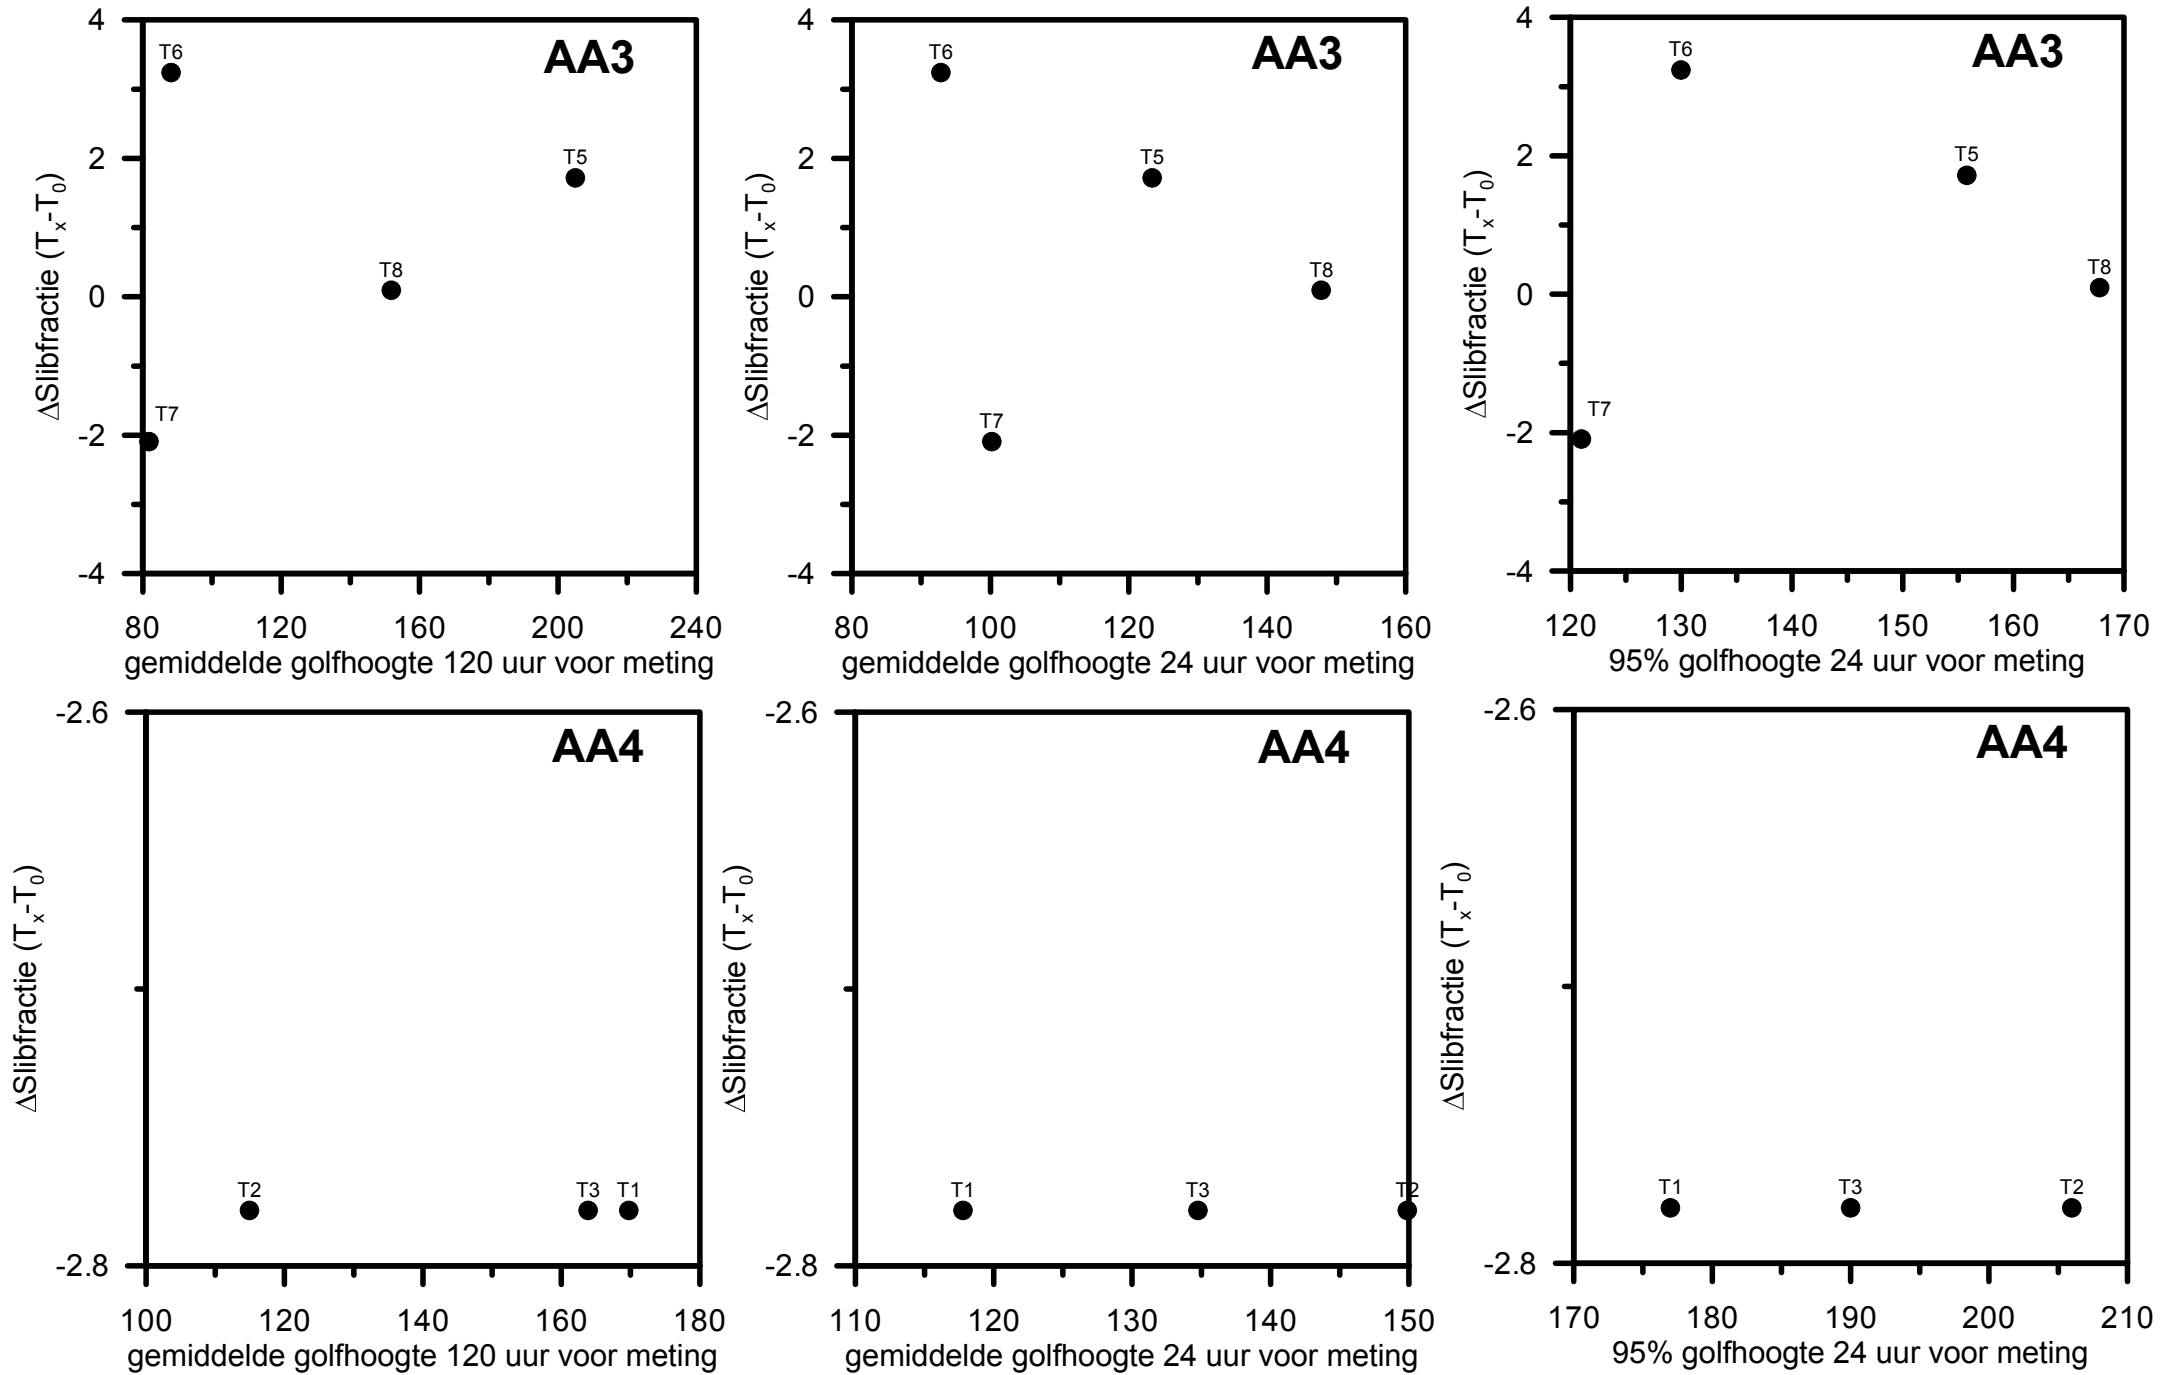 4
2
0
-2
-4
ΔSlibfractie (Tx-T0)
AA3
T6
T5
T8
T7
80 120 160 200 240
gemiddelde golfhoogte 120 uur voor meting
4
2
0
-2
-4
ΔSlibfractie (Tx-T0)
AA3
T6
T5
T8
T7
80 100 120 140 160
gemiddelde golfhoogte 24 uur voor meting
4
2
0
-2
-4
ΔSlibfractie (Tx-T0)
AA3
T6
T5
T8
T7
120 130 140 150 160 170
95% golfhoogte 24 uur voor meting
-2.6
-2.8
ΔSlibfractie (Tx-T0)
AA4
T2 T3 T1
100 120 140 160 180
gemiddelde golfhoogte 120 uur voor meting
-2.6
-2.8
ΔSlibfractie (Tx-T0)
AA4
T1 T3 T2
110 120 130 140 150
gemiddelde golfhoogte 24 uur voor meting
-2.6
-2.8
ΔSlibfractie (Tx-T0)
AA4
T1 T3 T2
170 180 190 200 210
95% golfhoogte 24 uur voor meting